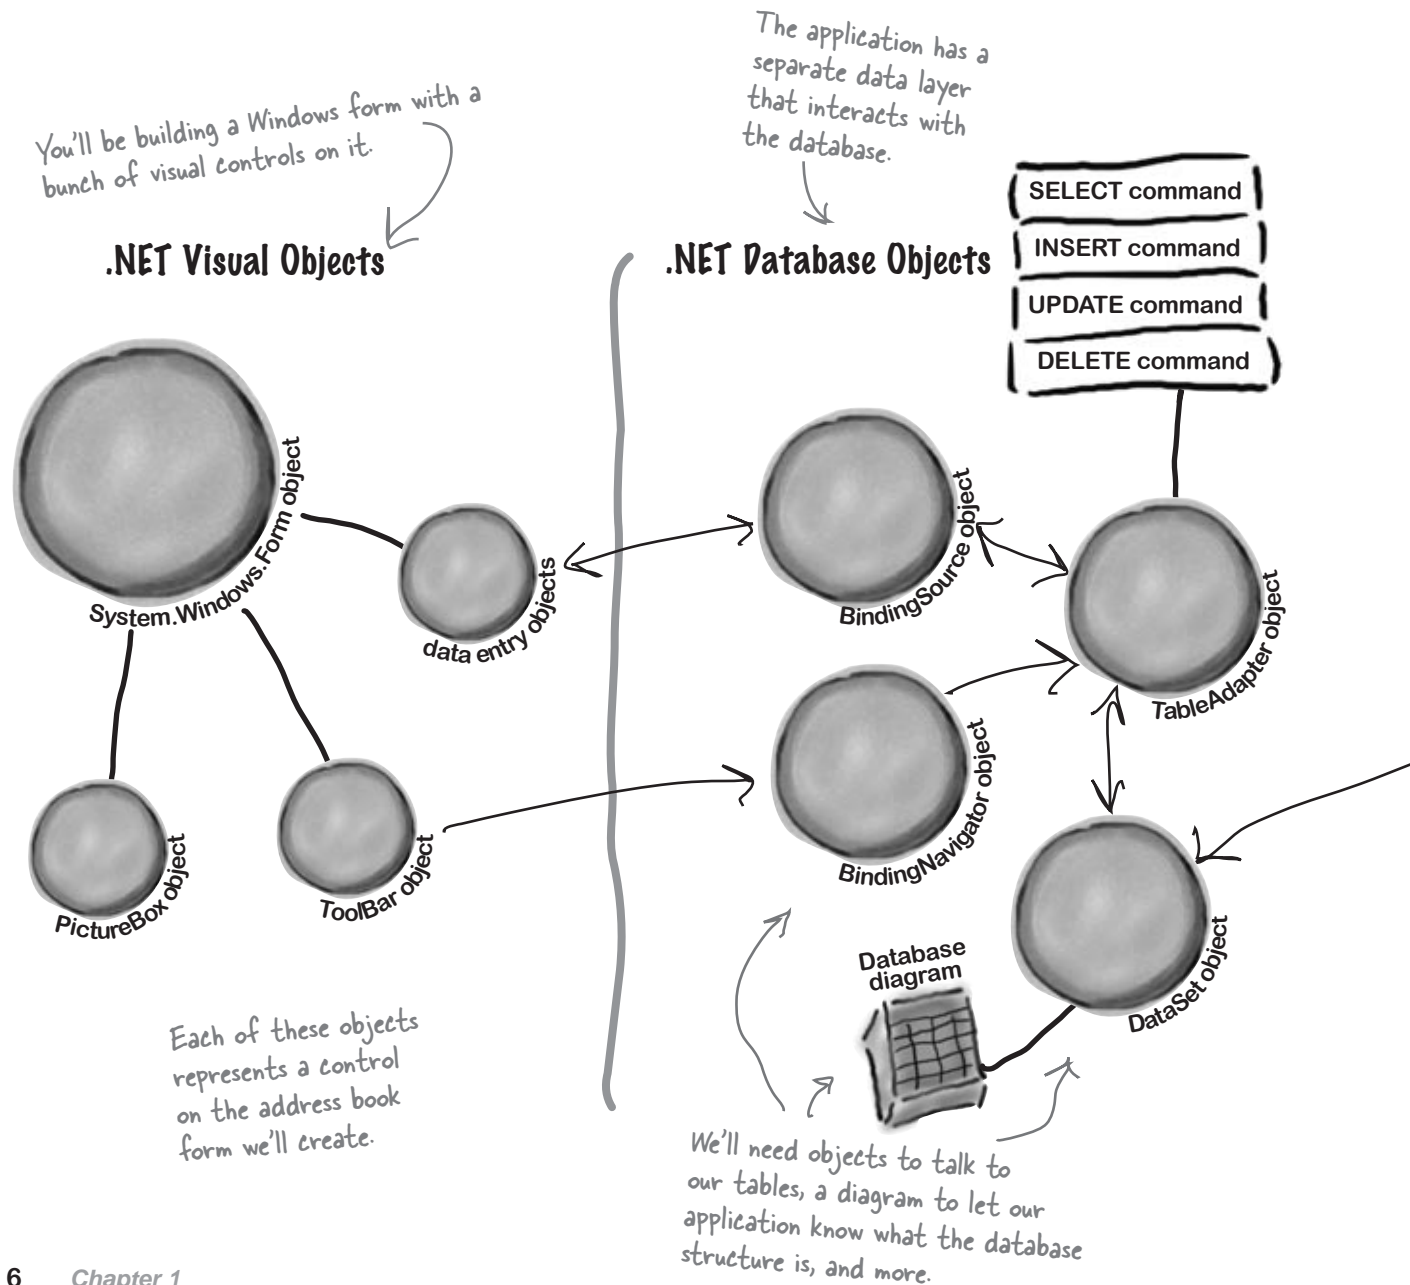 You'll be building a Windows form with a
bunch of visual controls on it.
The application has a
separate data layer
that interacts with
the database.
.NET Visual Objects
.NET Database Objects
SELECT command
INSERT command
UPDATE command
DELETE command
System.Windows.Form object
data entry objects
PictureBox object
ToolBar object
BindingSource object
TableAdapter object
BindingNavigator object
DataSet object
Database
diagram
Each of these objects
represents a control
on the address book
form we'll create.
We'll need objects to talk to
our tables, a diagram to let our
application know what the database
structure is, and more.
6 Chapter 1